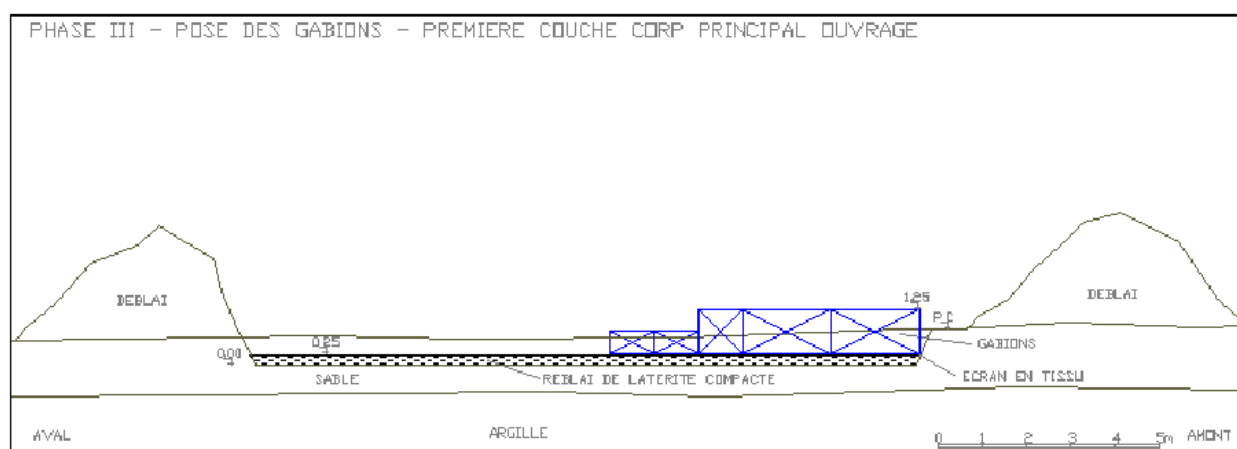 PHASE III - POSE DES GABIONS - PREMIERE COUCHE CORP PRINCIPAL OUVRAGE
DEBLAI
DEBLAI
1.25
P.C
0.25
0.00
GABIONS
SABLE
REBLAI DE LATERITE COMPACTE
ECRAN EN TISSU
AVAL
ARGILLE
0 1 2 3 4 5m
AMONT